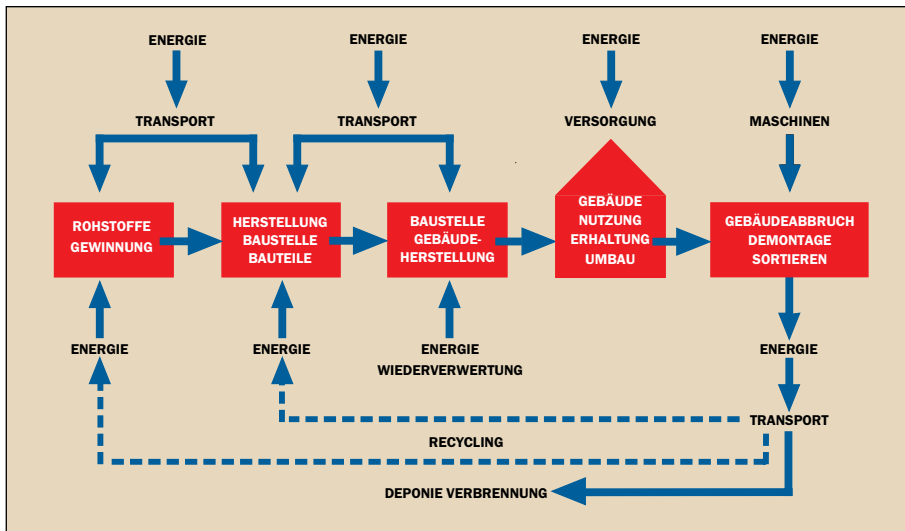 ENERGIE
ENERGIE
ENERGIE
ENERGIE
TRANSPORT
TRANSPORT
VERSORGUNG
MASCHINEN
ROHSTOFFE
GEWINNUNG
HERSTELLUNG
BAUSTELLE
BAUTEILE
BAUSTELLE
GEBÄUDE-
HERSTELLUNG
GEBÄUDE
NUTZUNG
ERHALTUNG
UMBAU
GEBÄUDEABBRUCH
DEMONTAGE
SORTIEREN
ENERGIE
ENERGIE
ENERGIE
WIEDERVERWERTUNG
ENERGIE
TRANSPORT
RECYCLING
DEPONIE VERBRENNUNG